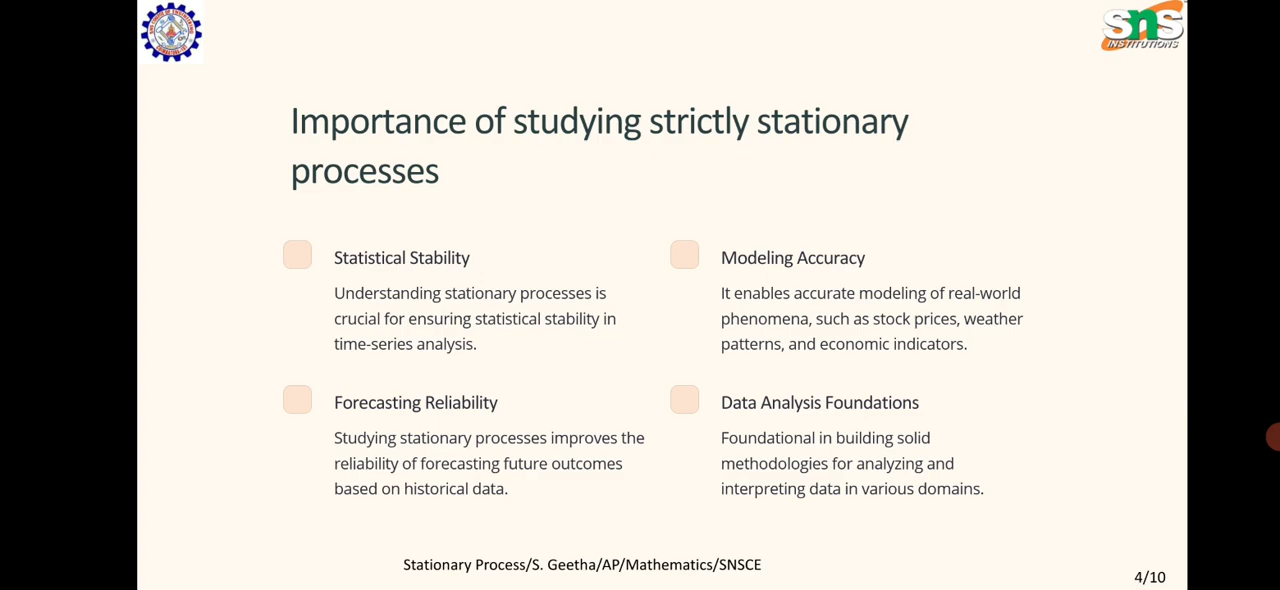 SNS
INSTITUTIONS
Importance of studying strictly stationary
processes
Statistical Stability
Understanding stationary processes is
crucial for ensuring statistical stability in
time-series analysis.
Modeling Accuracy
It enables accurate modeling of real-world
phenomena, such as stock prices, weather
patterns, and economic indicators.
Forecasting Reliability
Studying stationary processes improves the
reliability of forecasting future outcomes
based on historical data.
Data Analysis Foundations
Foundational in building solid
methodologies for analyzing and
interpreting data in various domains.
Stationary Process/S. Geetha/AP/Mathematics/SNSCE
4/10